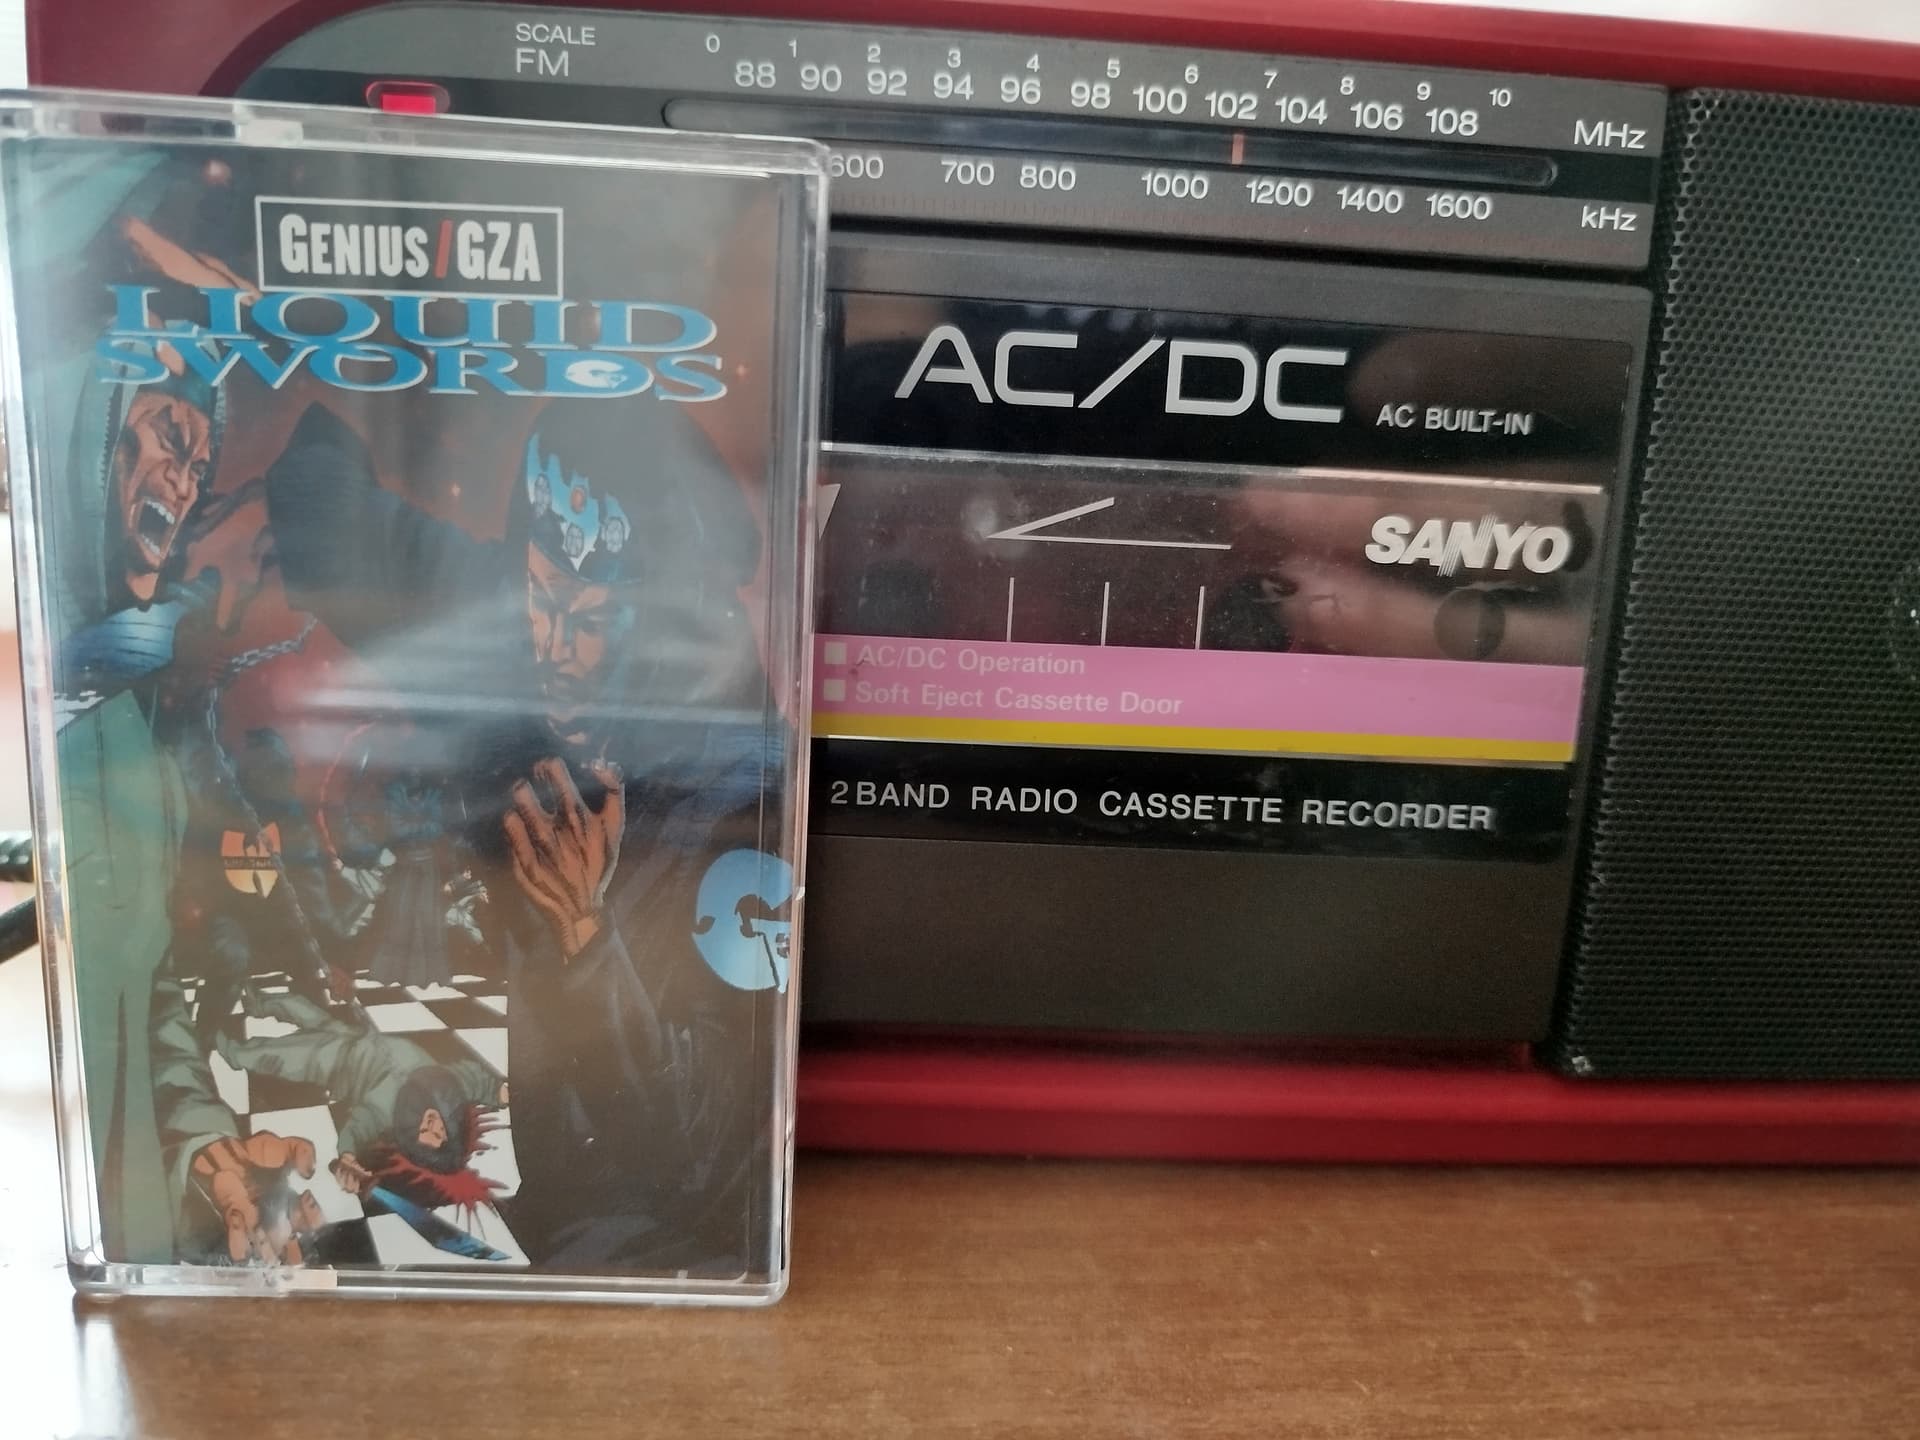 SCALE
FM
0 1 2 3 4 5 6 7 8 9 10
88 90 92 94 96 98 100 102 104 106 108
MHz
600 700 800 1000 1200 1400 1600
kHz
GENIUS/GZA
LIQUID
SWORDS
AC/DC
AC BUILT-IN
SANYO
AC/DC Operation
Soft Eject Cassette Door
2 BAND RADIO CASSETTE RECORDER